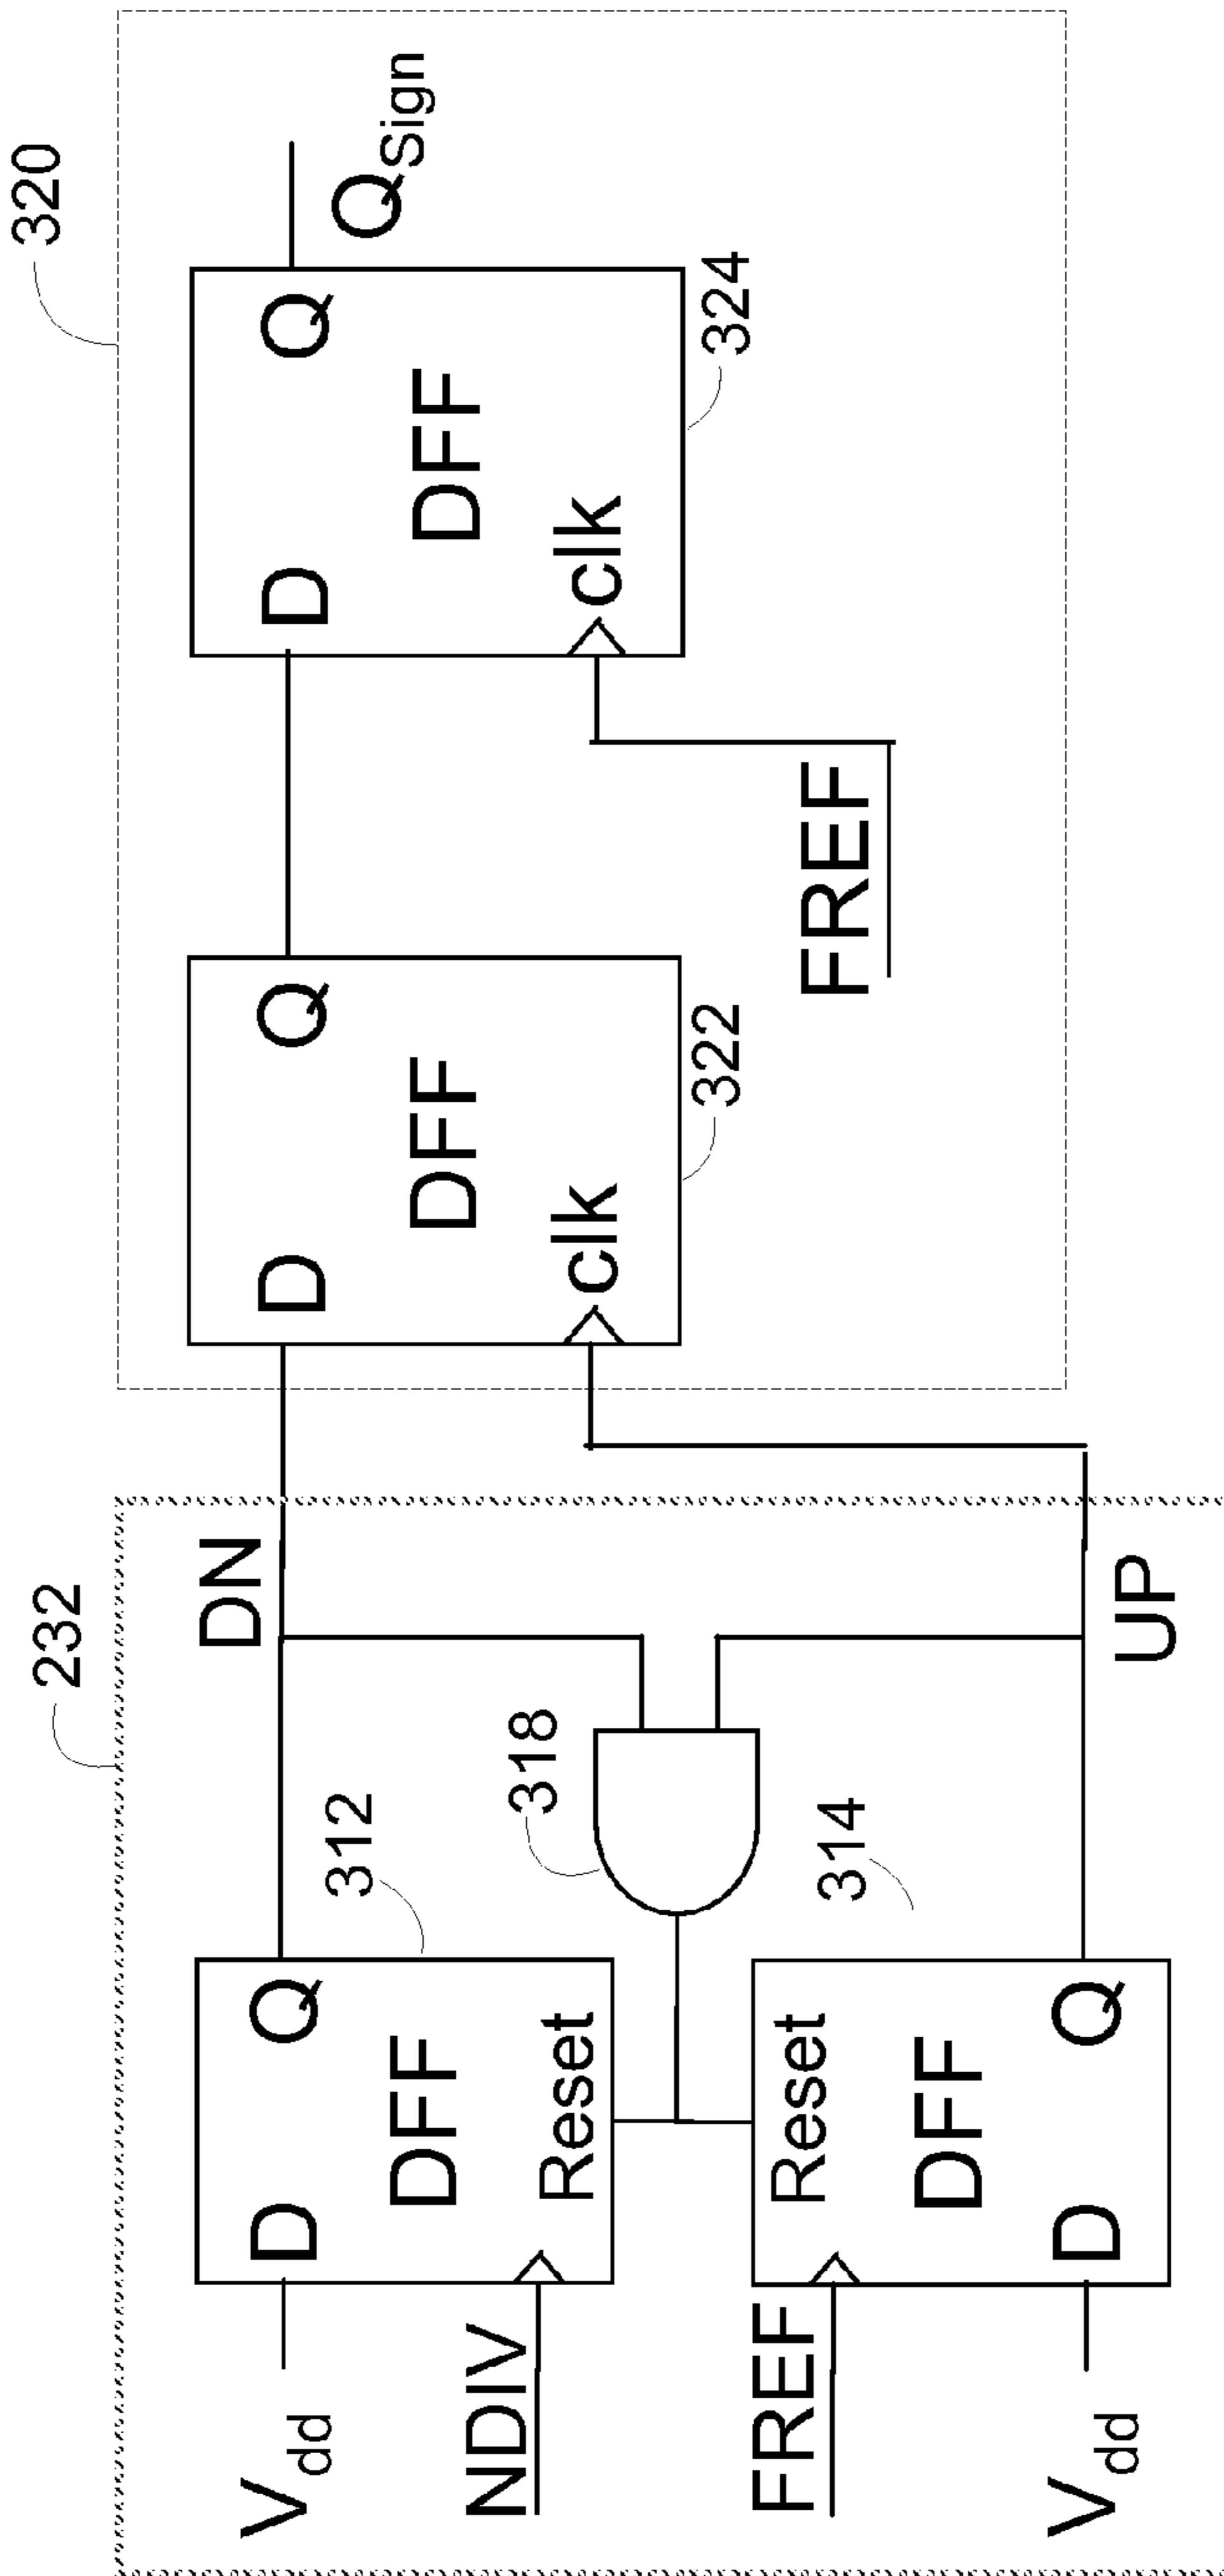 232
320
V_dd
D
Q
DFF
Reset
312
NDIV
DN
318
FREF
Reset
DFF
314
V_dd
D
Q
UP
D
Q
DFF
clk
322
D
Q
DFF
clk
324
Q_Sign
FREF